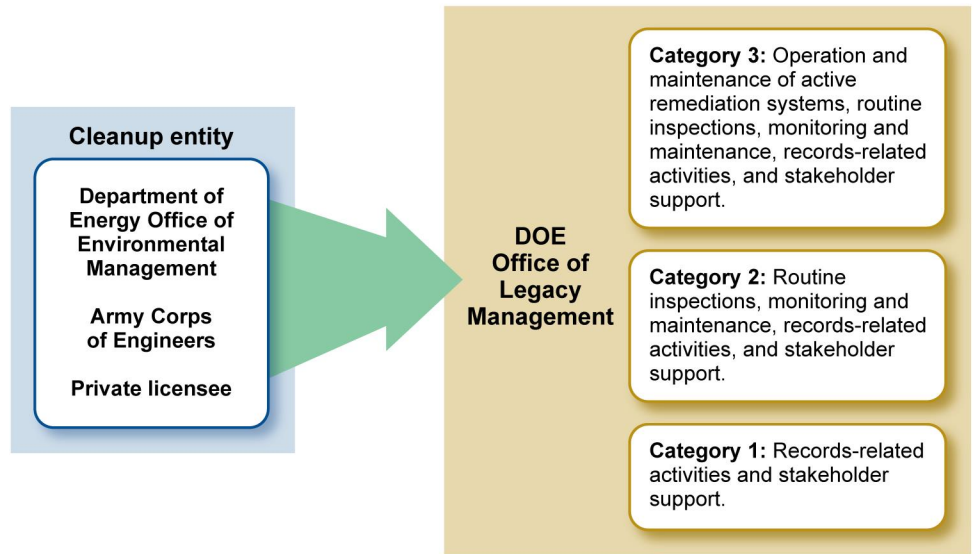 Cleanup entity
Department of
Energy Office of
Environmental
Management
Army Corps
of Engineers
Private licensee
DOE
Office of
Legacy
Management
Category 3: Operation and
maintenance of active
remediation systems, routine
inspections, monitoring and
maintenance, records-related
activities, and stakeholder
support.
Category 2: Routine
inspections, monitoring and
maintenance, records-related
activities, and stakeholder
support.
Category 1: Records-related
activities and stakeholder
support.